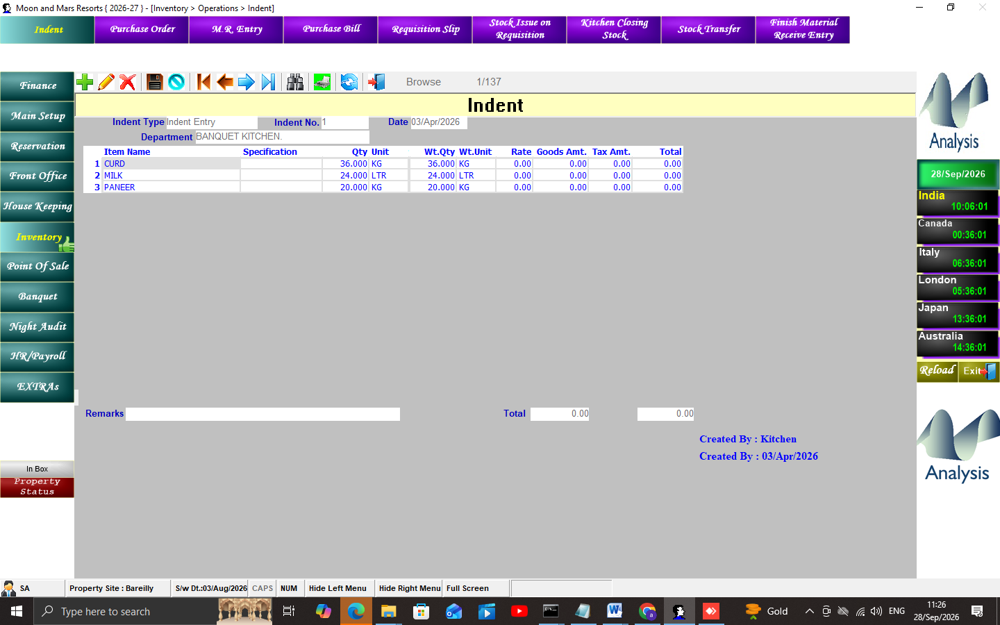 Moon and Mars Resorts { 2026-27 } - [Inventory > Operations > Indent]
Indent
Purchase Order
M.R. Entry
Purchase Bill
Requisition Slip
Stock Issue on Requisition
Kitchen Closing Stock
Stock Transfer
Finish Material Receive Entry
Browse 1/137
Indent
Indent Type Indent Entry Indent No. 1 Date 03/Apr/2026
Department BANQUET KITCHEN.
Item Name Specification Qty Unit Wt.Qty Wt.Unit Rate Goods Amt. Tax Amt. Total
1 CURD 36.000 KG 36.000 KG 0.00 0.00 0.00 0.00
2 MILK 24.000 LTR 24.000 LTR 0.00 0.00 0.00 0.00
3 PANEER 20.000 KG 20.000 KG 0.00 0.00 0.00 0.00
Remarks Total 0.00 0.00
Created By : Kitchen
Created By : 03/Apr/2026
Finance
Main Setup
Reservation
Front Office
House Keeping
Inventory
Point Of Sale
Banquet
Night Audit
HR/Payroll
EXTRAs
In Box
Property
Status
Analysis
28/Sep/2026
India
10:06:01
Canada
00:36:01
Italy
06:36:01
London
05:36:01
Japan
13:36:01
Australia
14:36:01
Reload Exit
Analysis
SA Property Site : Bareilly S/w Dt.:03/Aug/2026 CAPS NUM Hide Left Menu Hide Right Menu Full Screen
Type here to search
Gold
ENG
11:26
28/Sep/2026